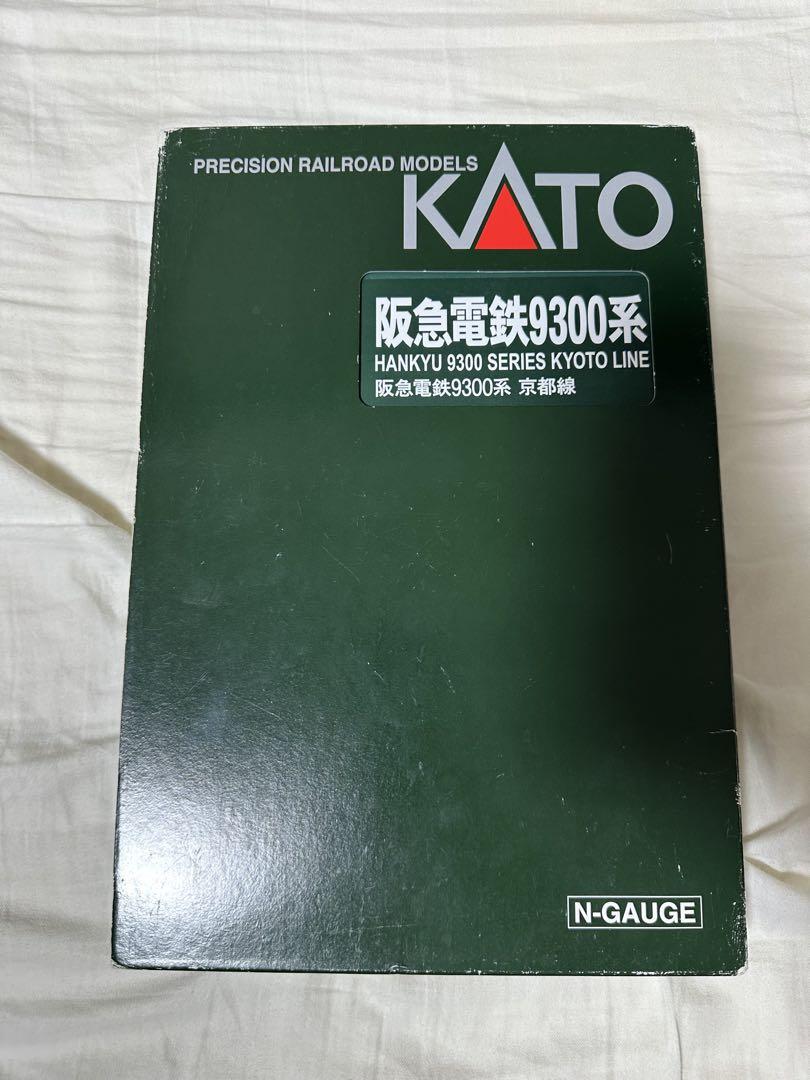 PRECISION RAILROAD MODELS
KATO
阪急電鉄9300系
HANKYU 9300 SERIES KYOTO LINE
阪急電鉄9300系 京都線
N-GAUGE